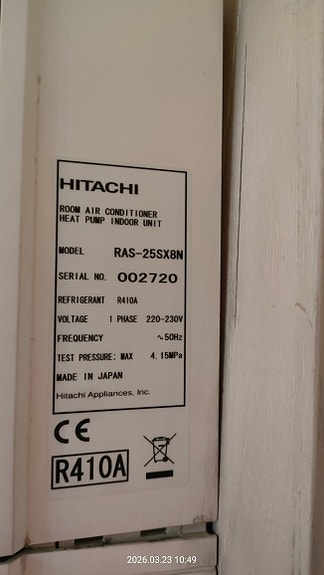 HITACHI
ROOM AIR CONDITIONER
HEAT PUMP INDOOR UNIT
MODEL RAS-25SX8N
SERIAL NO. 002720
REFRIGERANT R410A
VOLTAGE 1 PHASE 220-230V
FREQUENCY ~50Hz
TEST PRESSURE: MAX 4.15MPa
MADE IN JAPAN
Hitachi Appliances, Inc.
CE
R410A
2026.03.23 10:49